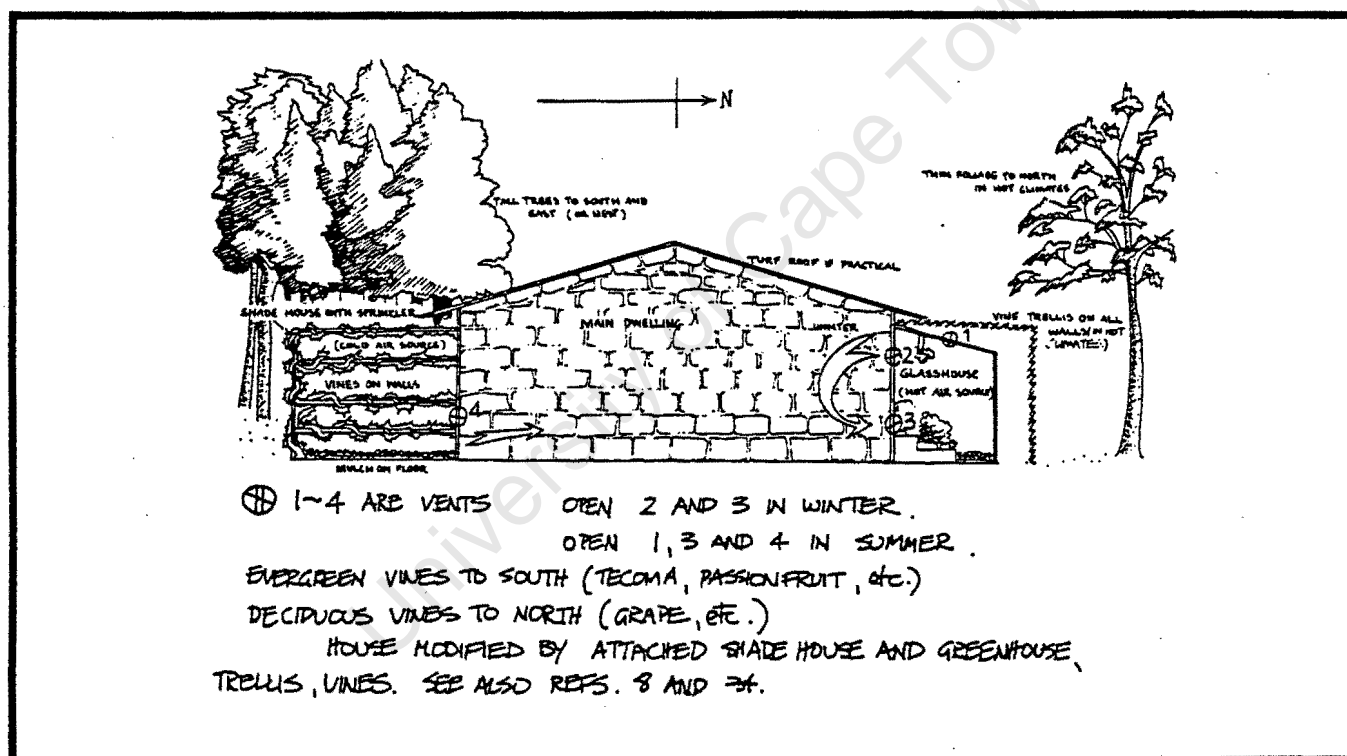 N
TALL TREES TO SOUTH AND
EAST (OR WEST)
THIN FOLIAGE TO NORTH
IN HOT CLIMATES
TURF ROOF IF PRACTICAL
SHADE HOUSE WITH SPRINKLER
(COLD AIR SOURCE)
VINES ON WALLS
MULCH ON FLOOR
4
MAIN DWELLING
WINTER
VINE TRELLIS ON ALL
WALLS IN HOT
CLIMATE)
1
2
GLASSHOUSE
(HOT AIR SOURCE)
3
1~4 ARE VENTS OPEN 2 AND 3 IN WINTER.
OPEN 1, 3 AND 4 IN SUMMER.
EVERGREEN VINES TO SOUTH (TECOMA, PASSIONFRUIT, etc.)
DECIDUOUS VINES TO NORTH (GRAPE, etc.)
HOUSE MODIFIED BY ATTACHED SHADE HOUSE AND GREENHOUSE,
TRELLIS, VINES. SEE ALSO REFS. 8 AND 34.
University of Cape Town